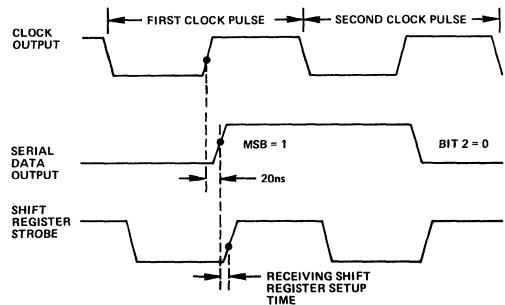 FIRST CLOCK PULSE
SECOND CLOCK PULSE
CLOCK
OUTPUT
SERIAL
DATA
OUTPUT
MSB = 1
BIT 2 = 0
20ns
SHIFT
REGISTER
STROBE
RECEIVING SHIFT
REGISTER SETUP
TIME